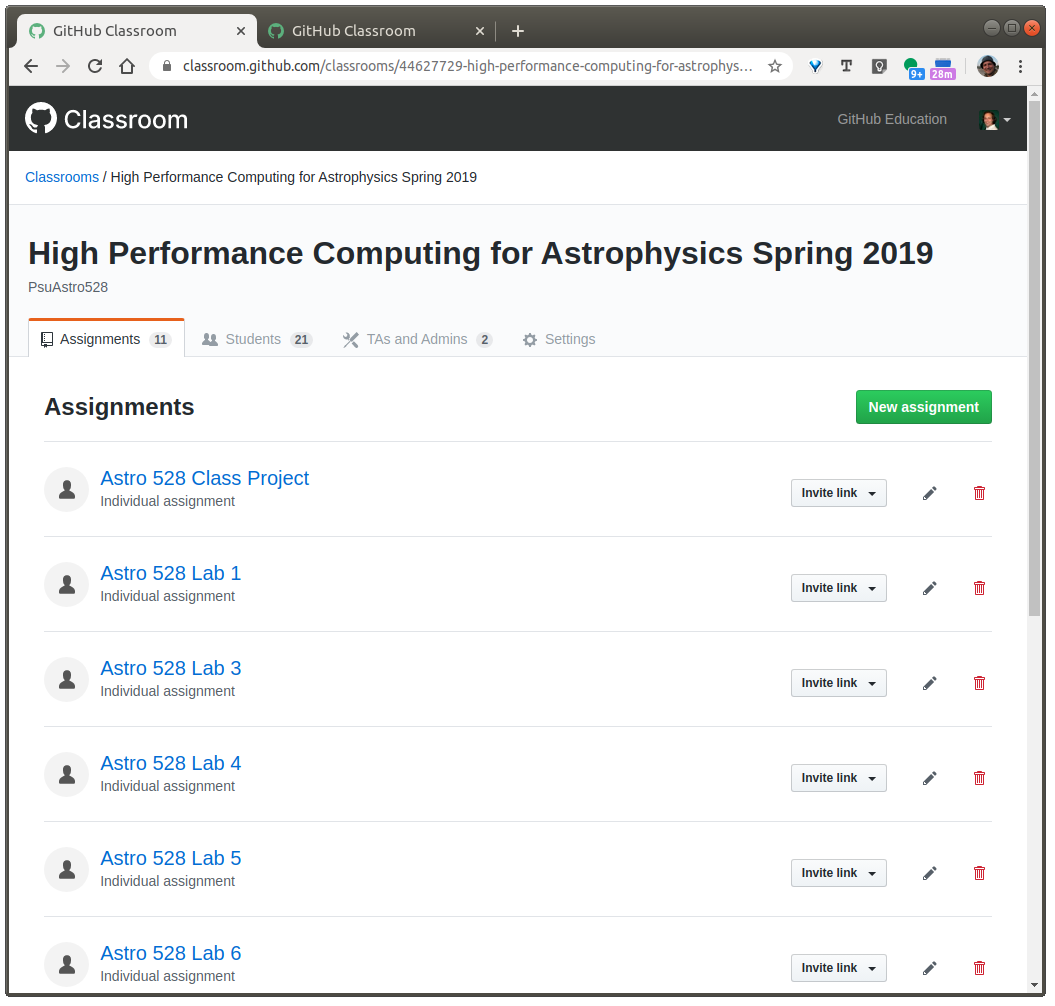 GitHub Classroom
GitHub Classroom
classroom.github.com/classrooms/44627729-high-performance-computing-for-astrophys...
T
9+
28m
Classroom
GitHub Education
Classrooms / High Performance Computing for Astrophysics Spring 2019
High Performance Computing for Astrophysics Spring 2019
PsuAstro528
Assignments 11
Students 21
TAs and Admins 2
Settings
Assignments
New assignment
Astro 528 Class Project
Individual assignment
Invite link
Astro 528 Lab 1
Individual assignment
Invite link
Astro 528 Lab 3
Individual assignment
Invite link
Astro 528 Lab 4
Individual assignment
Invite link
Astro 528 Lab 5
Individual assignment
Invite link
Astro 528 Lab 6
Individual assignment
Invite link